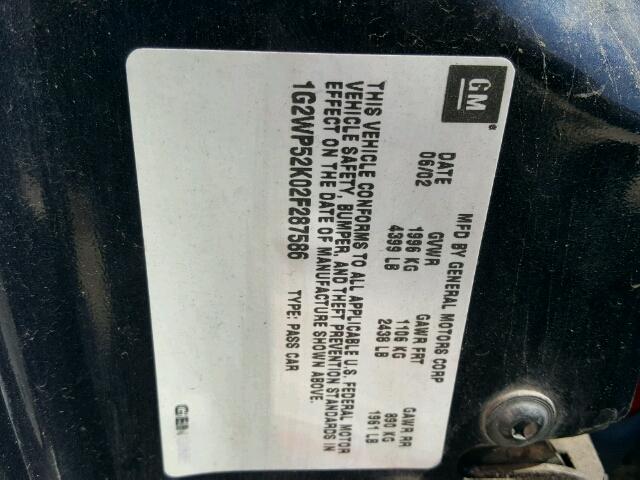 GM
MFD BY GENERAL MOTORS CORP
DATE GVWR GAWR FRT GAWR RR
06/02 1996 KG 1106 KG 890 KG
4399 LB 2438 LB 1961 LB
THIS VEHICLE CONFORMS TO ALL APPLICABLE U.S. FEDERAL MOTOR
VEHICLE SAFETY, BUMPER, AND THEFT PREVENTION STANDARDS IN
EFFECT ON THE DATE OF MANUFACTURE SHOWN ABOVE.
1G2WP52K02F287586 TYPE: PASS CAR